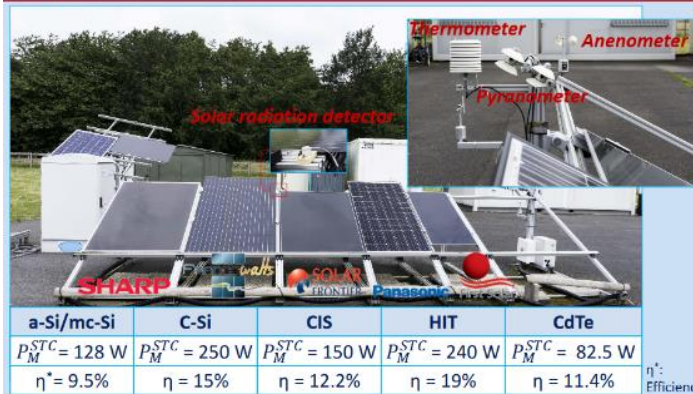 Thermometer
Anenometer
Pyranometer
Solar radiation detector
SHARP
watts
SOLAR
FRONTIER
Panasonic
First Solar
a-Si/mc-Si C-Si CIS HIT CdTe
P_M^STC = 128 W P_M^STC = 250 W P_M^STC = 150 W P_M^STC = 240 W P_M^STC = 82.5 W
η*= 9.5% η = 15% η = 12.2% η = 19% η = 11.4%
η*: